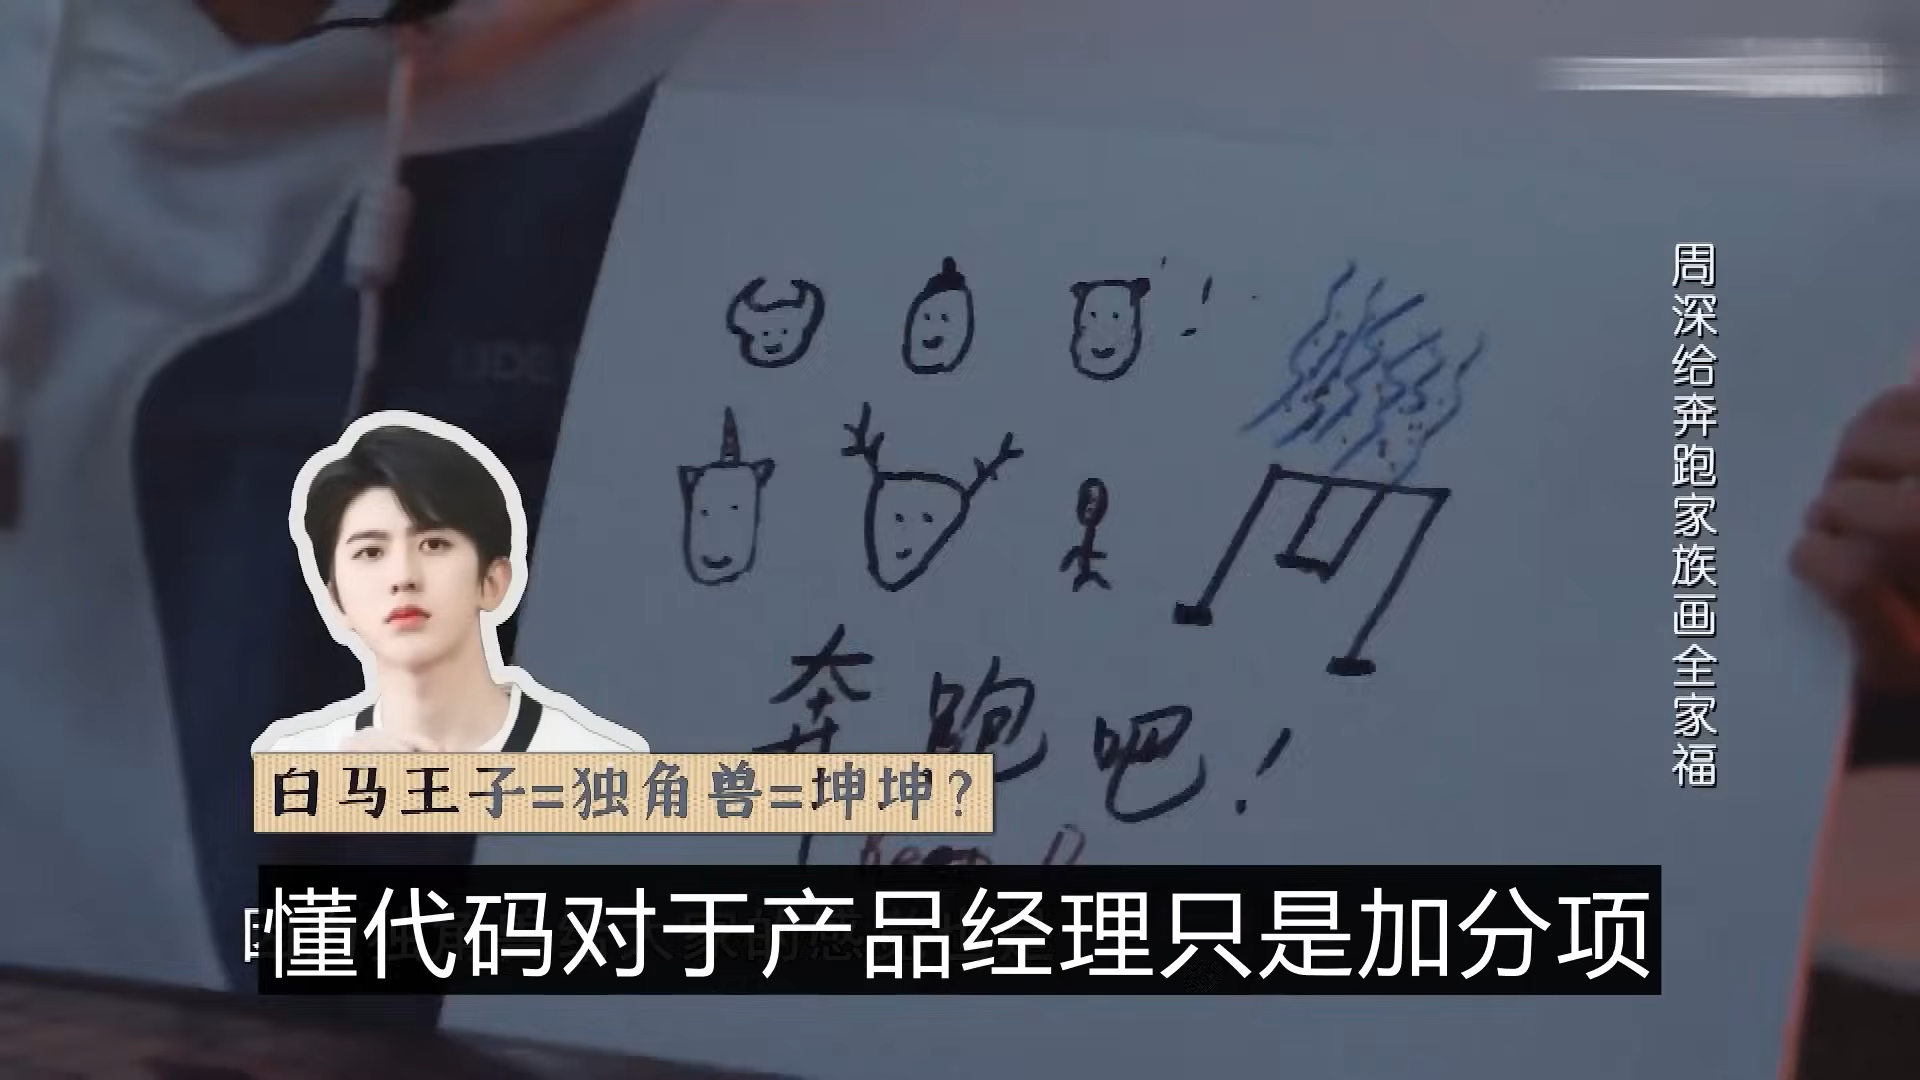 周深给奔跑家族画全家福
奔跑吧！
白马王子=独角兽=坤坤？
懂代码对于产品经理只是加分项